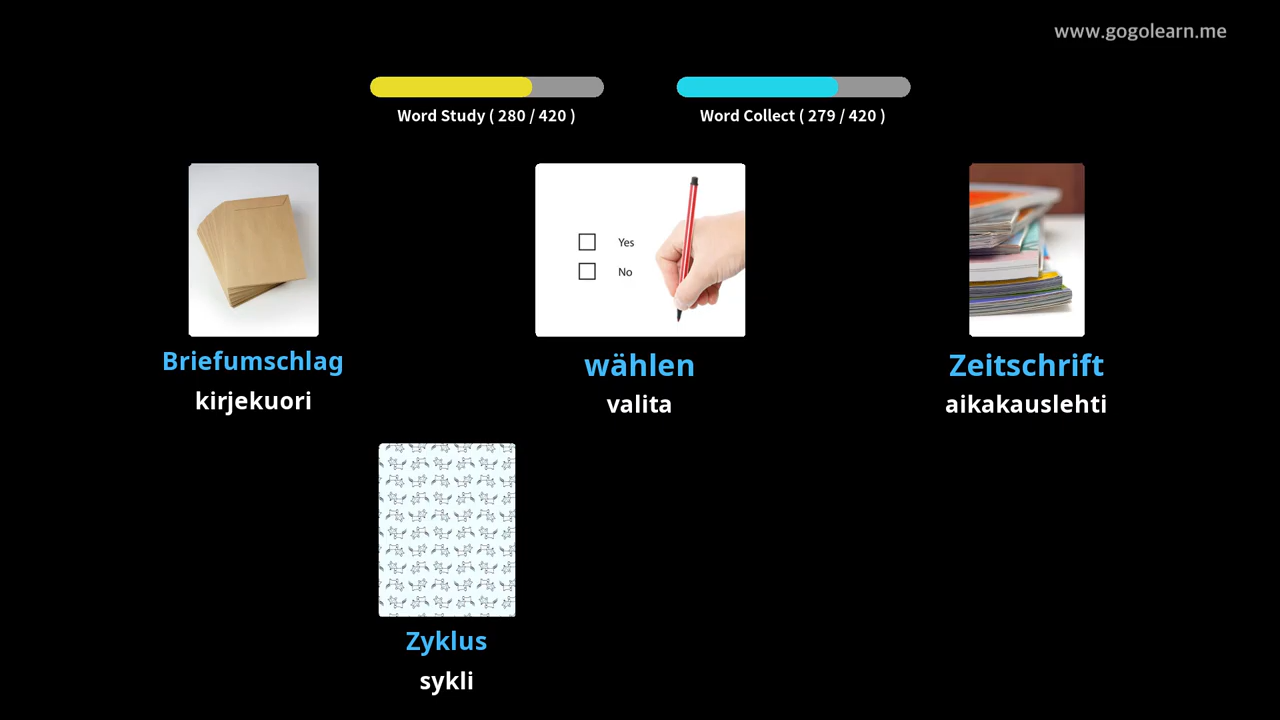 www.gogolearn.me
Word Study ( 280 / 420 )
Word Collect ( 279 / 420 )
Yes
No
Briefumschlag
kirjekuori
wählen
valita
Zeitschrift
aikakauslehti
Zyklus
sykli